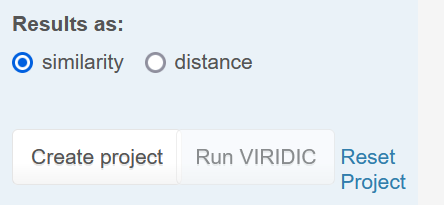 Results as:
similarity distance
Create project Run VIRIDIC Reset
Project